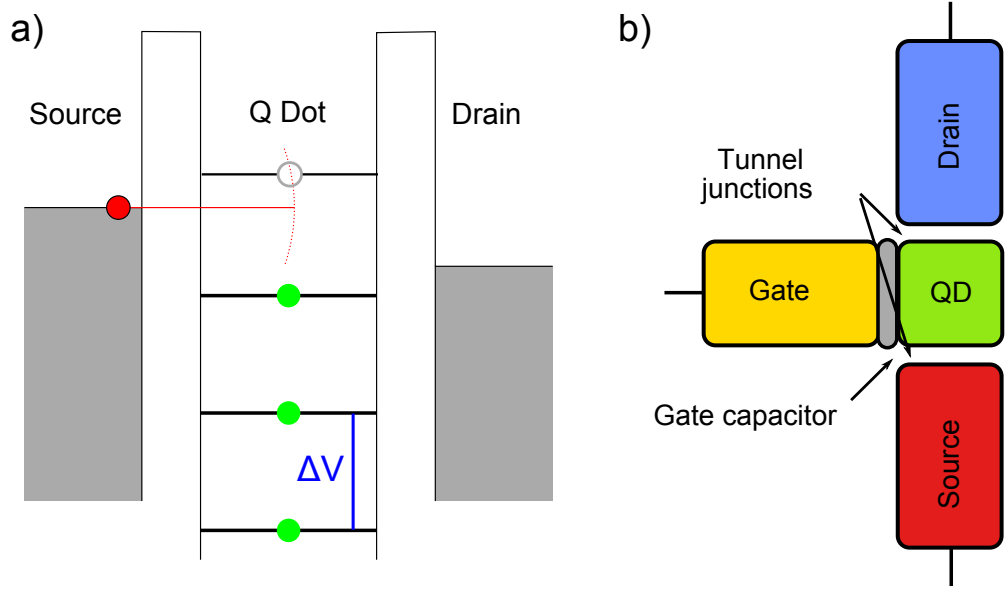 a)
Source
Q Dot
Drain
ΔV
b)
Drain
Tunnel
junctions
Gate
QD
Gate capacitor
Source